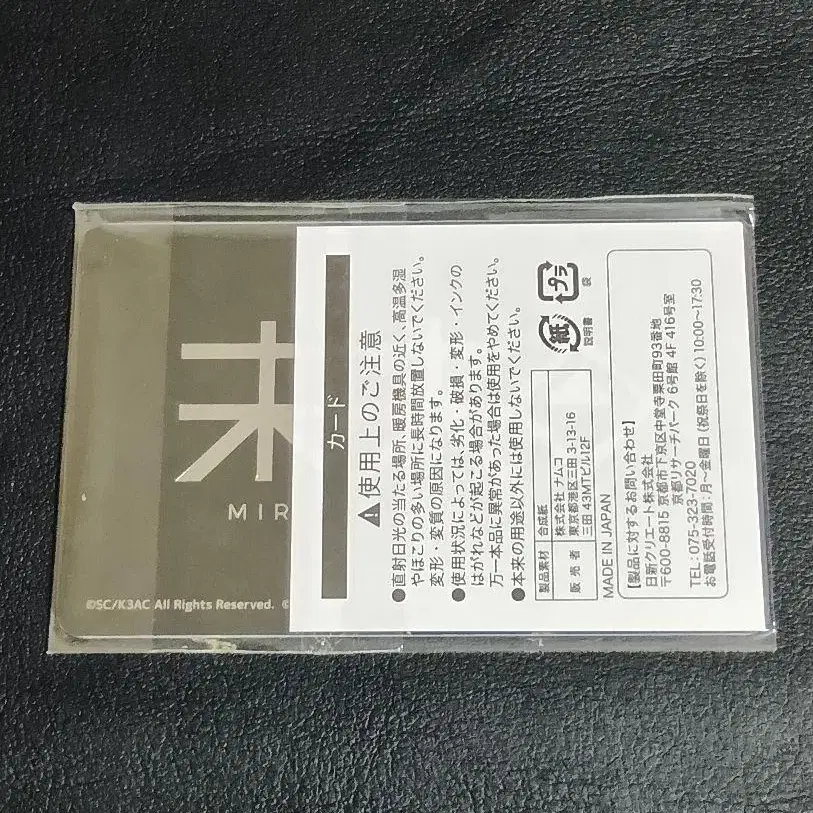 未
MIR
©SC/K3AC All Rights Reserved. ©
カード
⚠使用上のご注意
●直射日光の当たる場所、暖房機具の近く、高温多湿
やほこりの多い場所に長時間放置しないでください。
変形・変質の原因になります。
●使用状況によっては、劣化・破損・変形・インクの
はがれなどが起こる場合があります。
万一本品に異常があった場合は使用をやめてください。
●本来の用途以外には使用しないでください。
製品素材 合成紙
販売者 株式会社 ナムコ
東京都港区三田 3-13-16
三田 43MTビル12F
紙
説明書
プラ
袋
MADE IN JAPAN
【製品に対するお問い合わせ】
日新クリエート株式会社
〒600-8815 京都市下京区中堂寺粟田町93番地
京都リサーチパーク 6号館 4F 416号室
TEL:075-323-7020
お電話受付時間:月〜金曜日(祝祭日を除く)10:00〜17:30